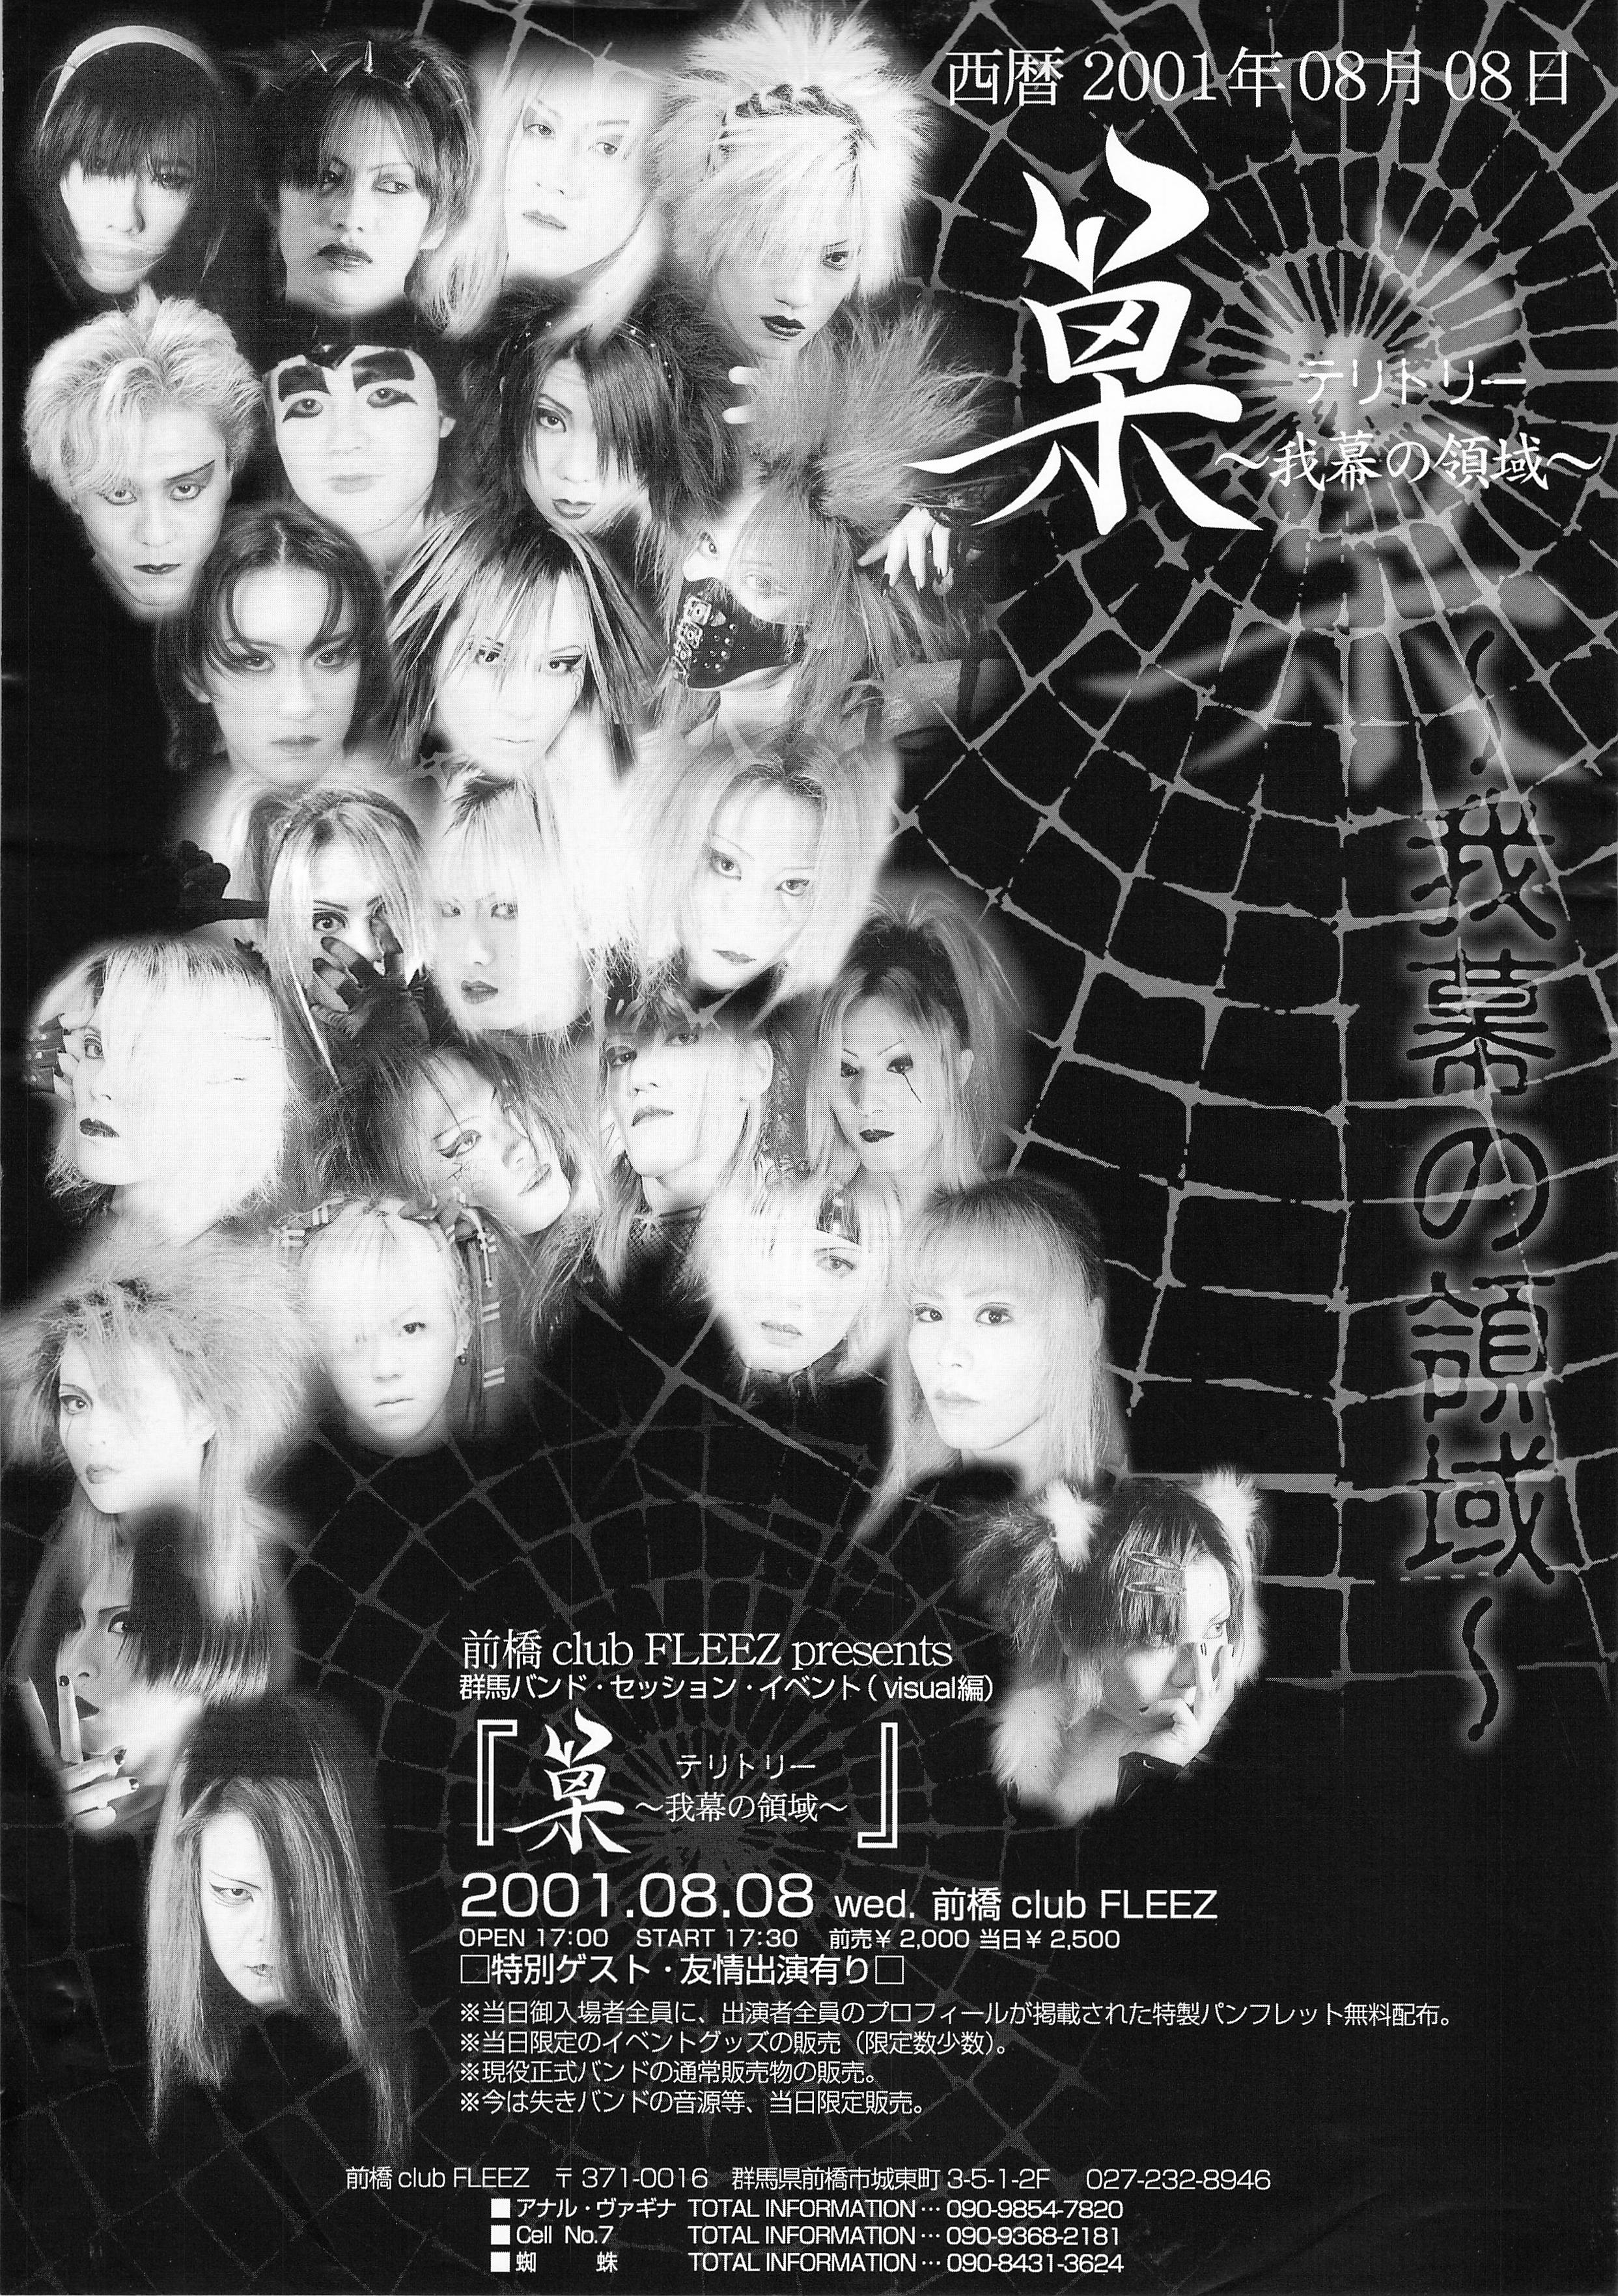 西暦 2001年 08月 08日
巣
テリトリー
～我幕の領域～
～我幕の領域～
前橋 club FLEEZ presents
群馬バンド・セッション・イベント ( visual編)
『巣 テリトリー ～我幕の領域～』
2001.08.08 wed. 前橋 club FLEEZ
OPEN 17:00 START 17:30 前売¥ 2,000 当日¥ 2,500
□特別ゲスト・友情出演有り□
※当日御入場者全員に、出演者全員のプロフィールが掲載された特製パンフレット無料配布。
※当日限定のイベントグッズの販売（限定数少数）。
※現役正式バンドの通常販売物の販売。
※今は失きバンドの音源等、当日限定販売。
前橋 club FLEEZ 〒 371-0016 群馬県前橋市城東町 3-5-1-2F 027-232-8946
■ アナル・ヴァギナ TOTAL INFORMATION … 090-9854-7820
■ Cell No.7 TOTAL INFORMATION … 090-9368-2181
■ 蜘蛛 TOTAL INFORMATION … 090-8431-3624